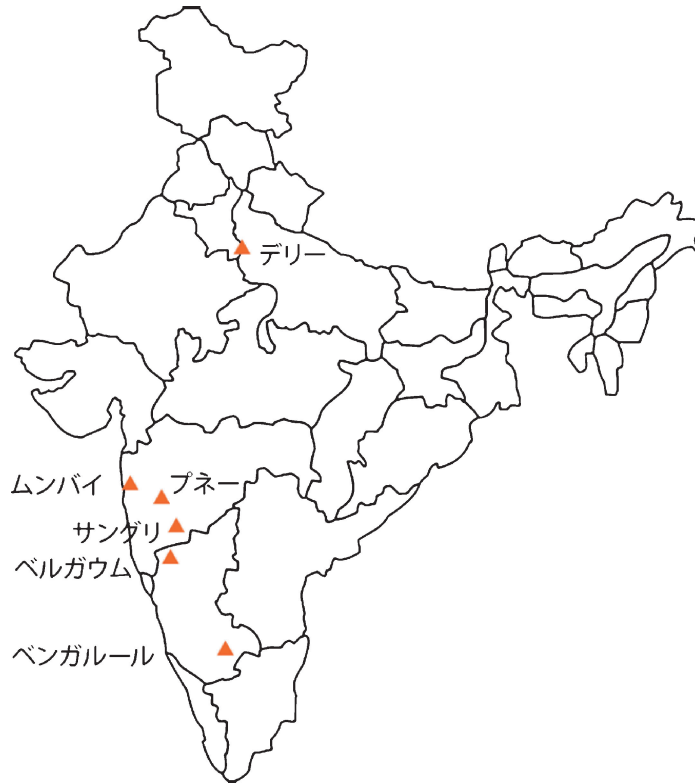 デリー
ムンバイ
プネー
サングリ
ベルガウム
ベンガルール